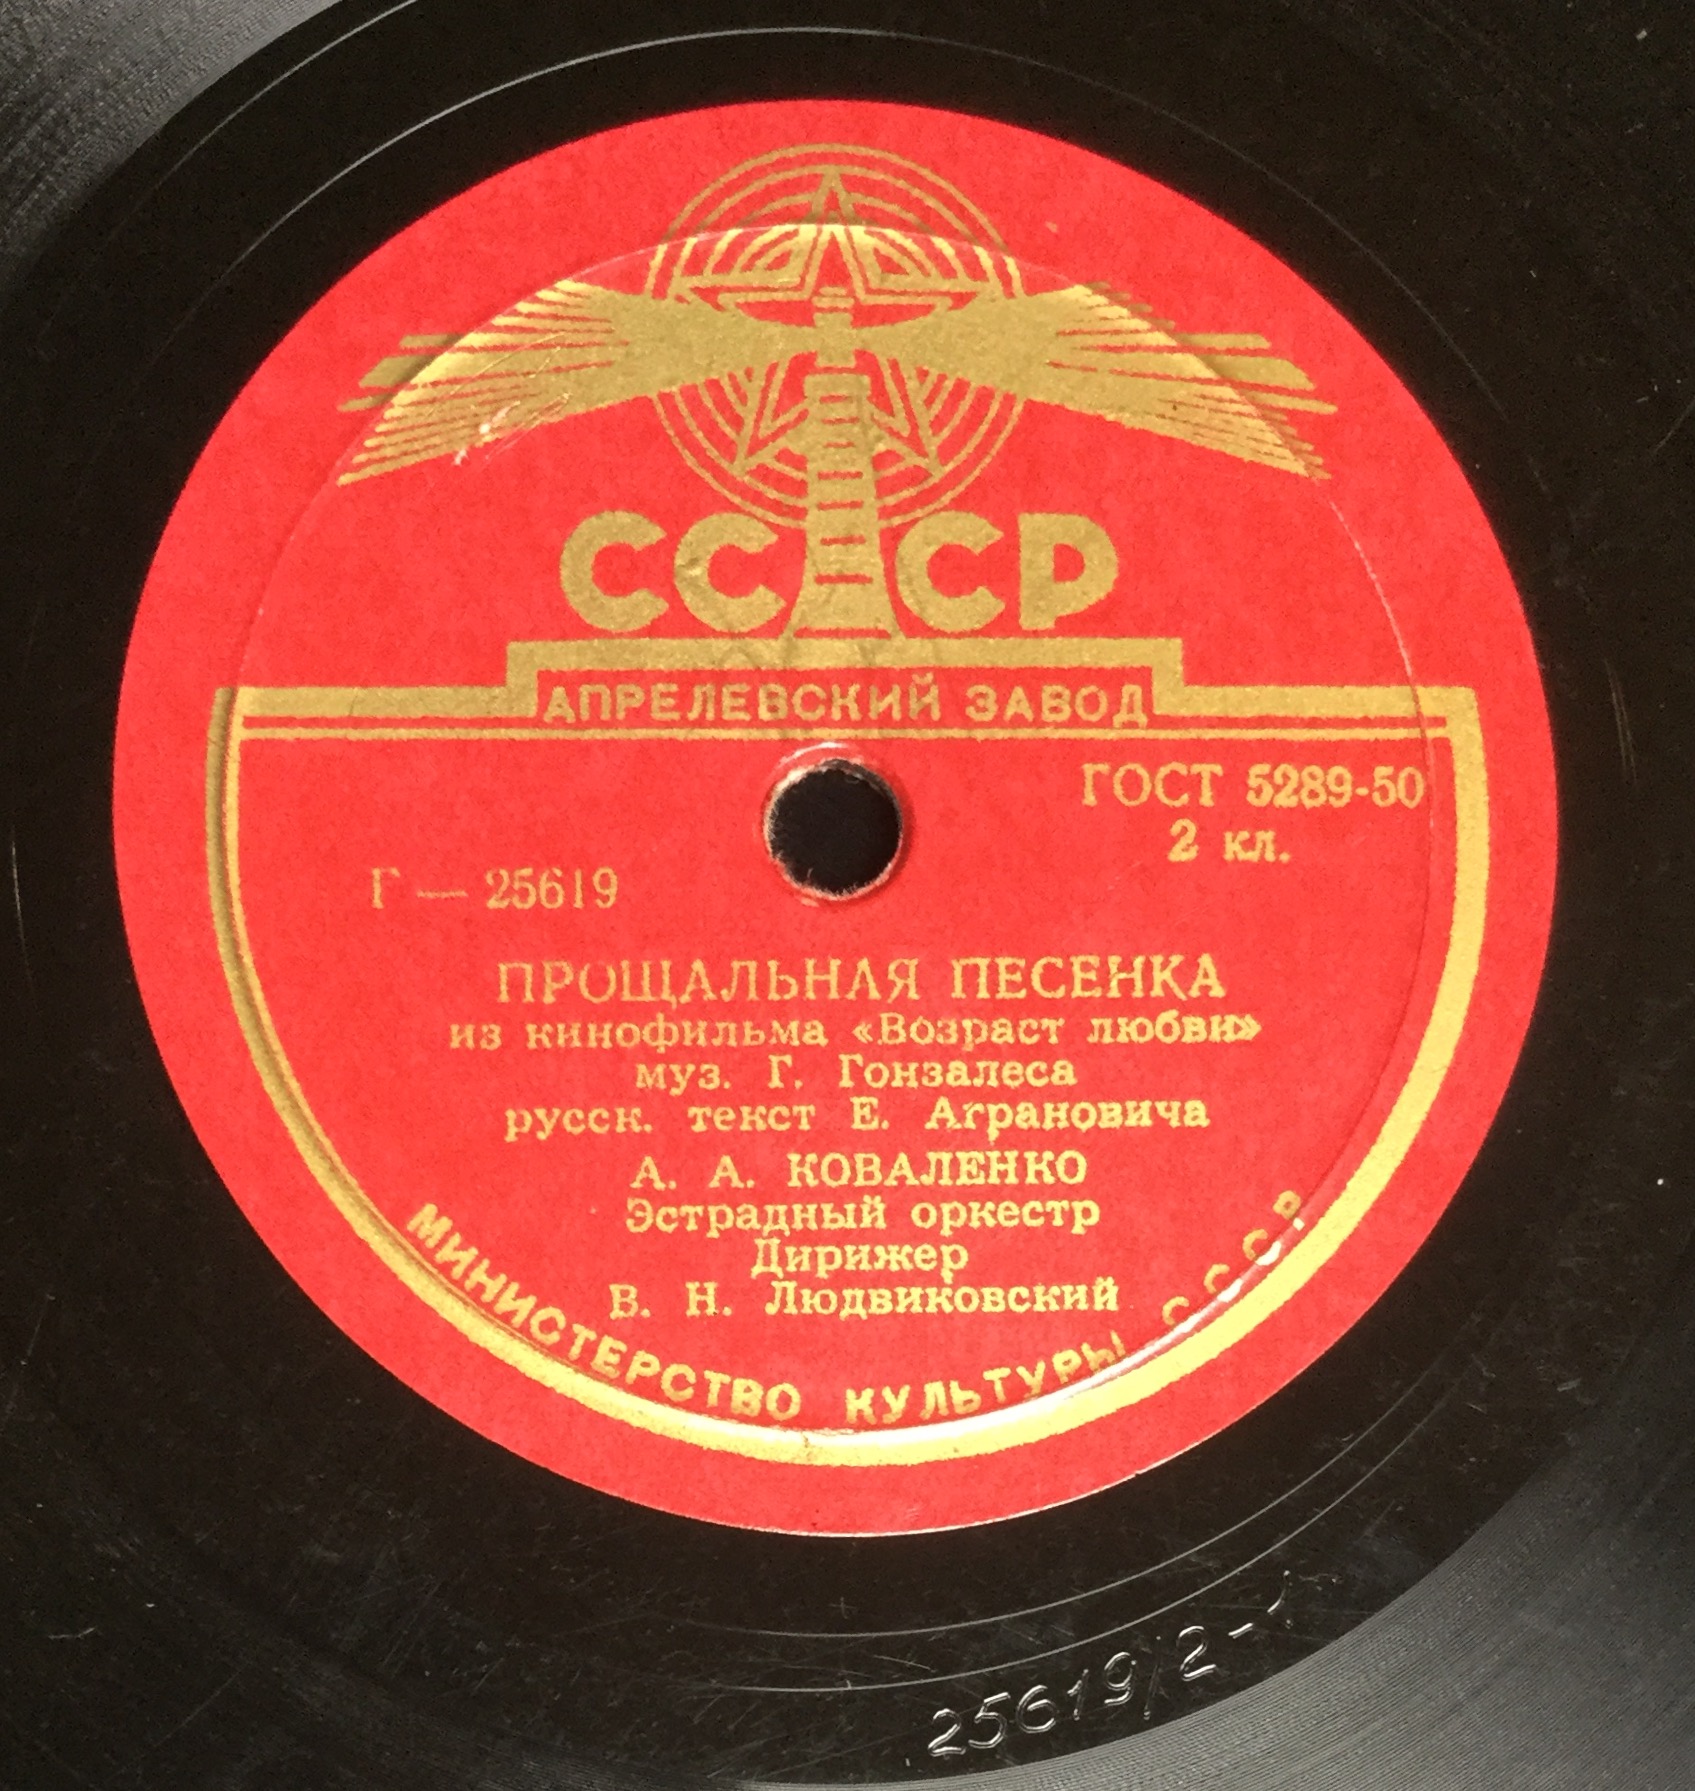 СССР
АПРЕЛЕВСКИЙ ЗАВОД
ГОСТ 5289-50
2 кл.
Г — 25619
ПРОЩАЛЬНАЯ ПЕСЕНКА
из кинофильма «Возраст любви»
муз. Г. Гонзалеса
русск. текст Е. Аграновича
А. А. КОВАЛЕНКО
Эстрадный оркестр
Дирижер
В. Н. Людвиковский
МИНИСТЕРСТВО КУЛЬТУРЫ С.С.С.Р.
25619/2-1